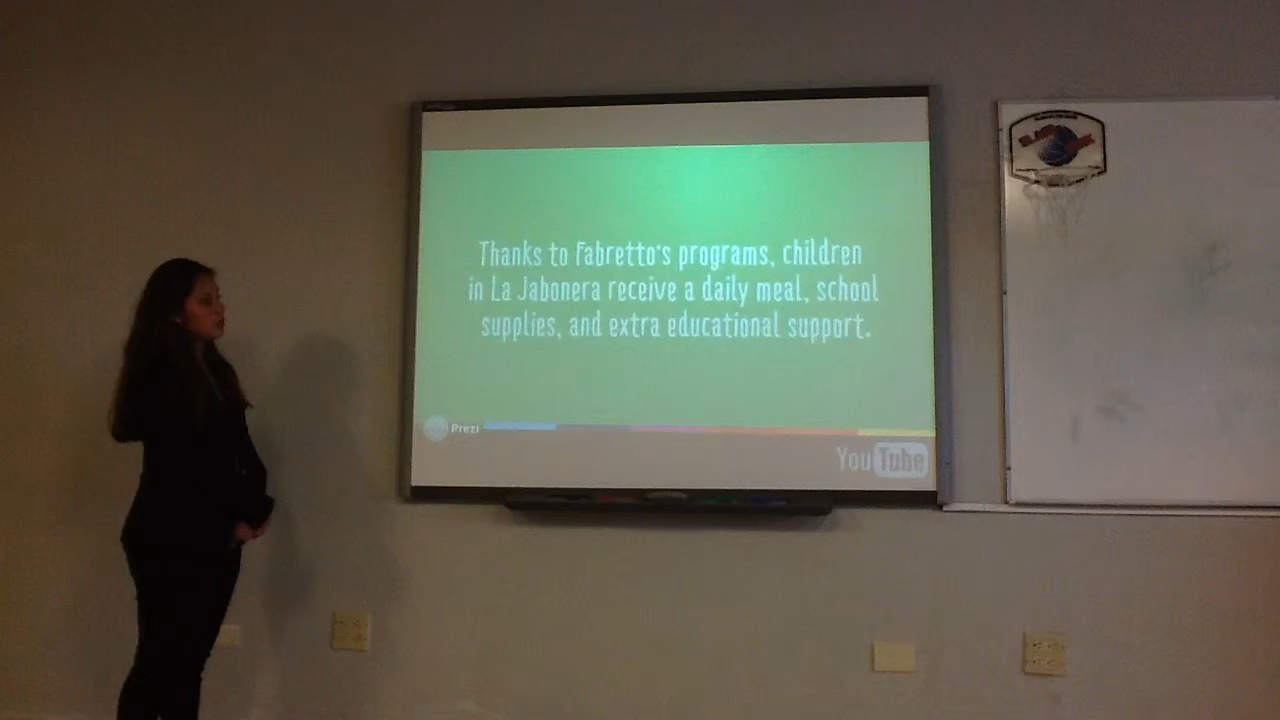 Thanks to Fabretto's programs, children
in La Jabonera receive a daily meal, school
supplies, and extra educational support.
Prezi
YouTube